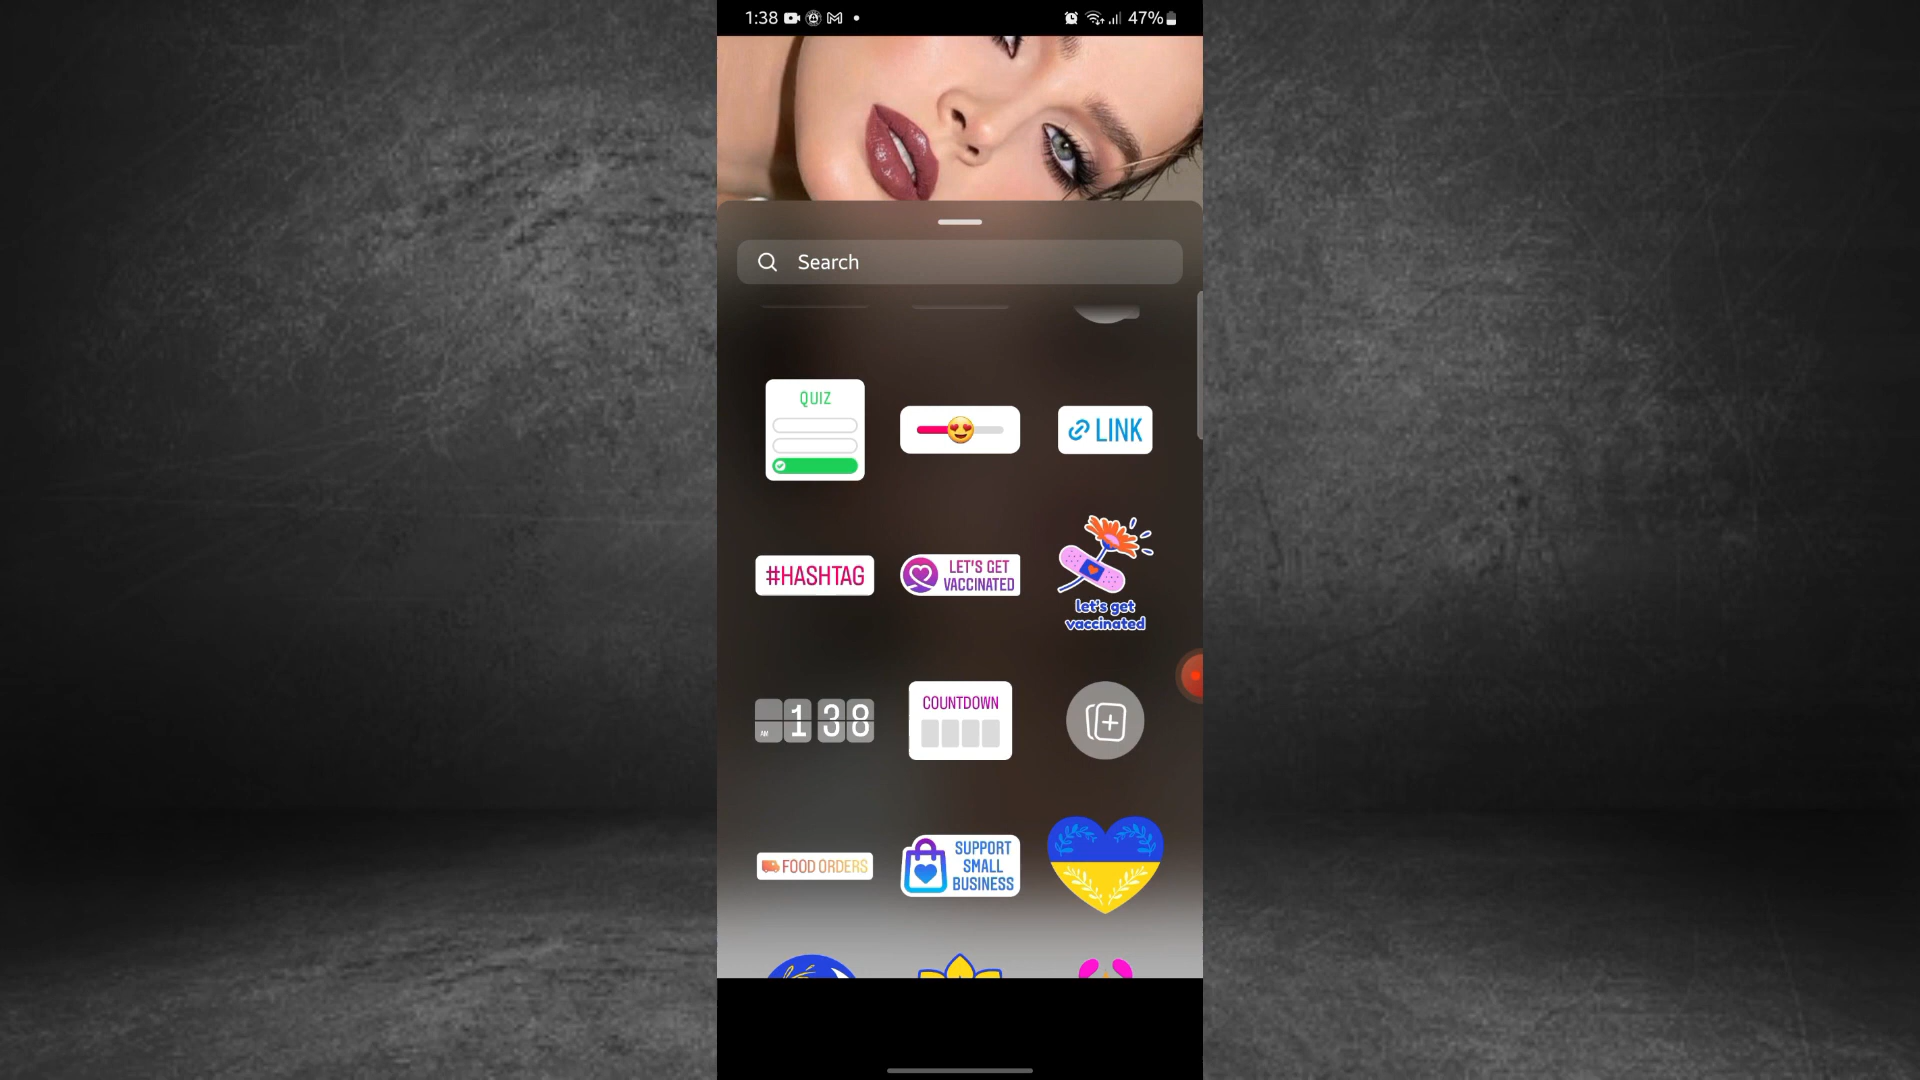 1:38
47%
Search
QUIZ
LINK
#HASHTAG
LET'S GET
VACCINATED
let's get
vaccinated
AM
1 38
COUNTDOWN
FOOD ORDERS
SUPPORT
SMALL
BUSINESS